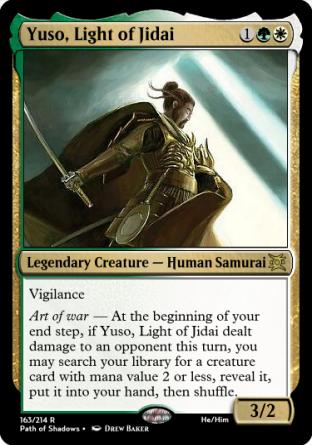 Yuso, Light of Jidai 1
Legendary Creature — Human Samurai
Vigilance
Art of war — At the beginning of your
end step, if Yuso, Light of Jidai dealt
damage to an opponent this turn, you
may search your library for a creature
card with mana value 2 or less, reveal it,
put it into your hand, then shuffle.
3/2
163/214 R He/Him
Path of Shadows • Drew Baker